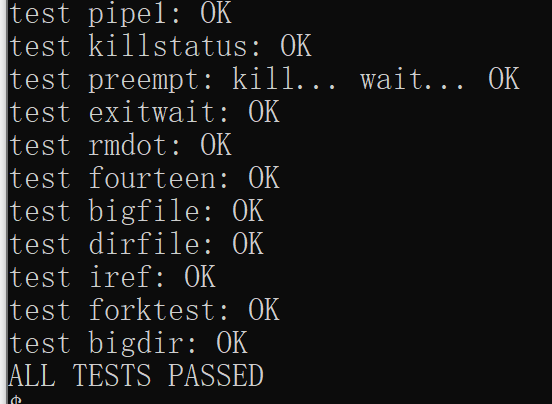 test pipe1: OK
test killstatus: OK
test preempt: kill... wait... OK
test exitwait: OK
test rmdot: OK
test fourteen: OK
test bigfile: OK
test dirfile: OK
test iref: OK
test forktest: OK
test bigdir: OK
ALL TESTS PASSED